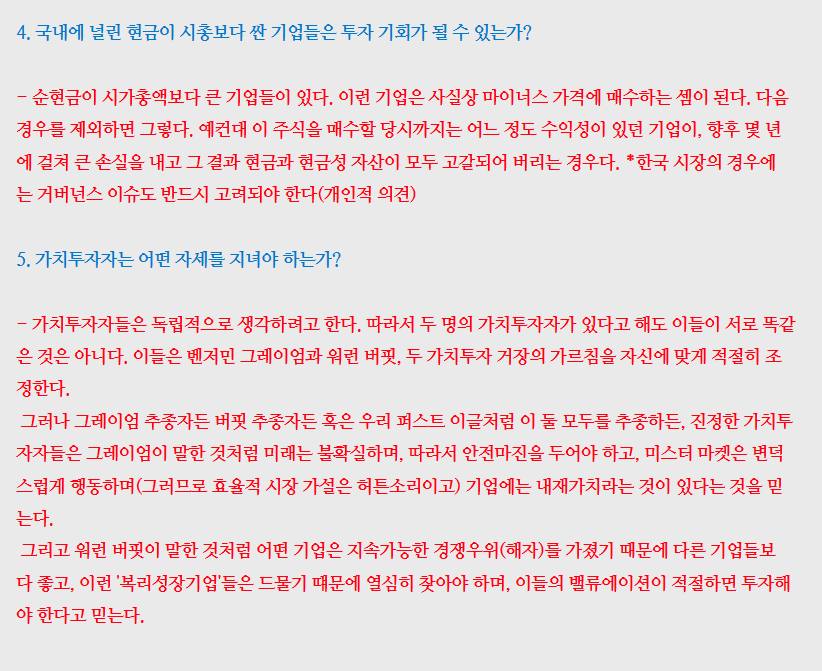 4. 국내에 널린 현금이 시총보다 싼 기업들은 투자 기회가 될 수 있는가?
- 순현금이 시가총액보다 큰 기업들이 있다. 이런 기업은 사실상 마이너스 가격에 매수하는 셈이 된다. 다음
경우를 제외하면 그렇다. 예컨대 이 주식을 매수할 당시까지는 어느 정도 수익성이 있던 기업이, 향후 몇 년
에 걸쳐 큰 손실을 내고 그 결과 현금과 현금성 자산이 모두 고갈되어 버리는 경우다. *한국 시장의 경우에
는 거버넌스 이슈도 반드시 고려되야 한다(개인적 의견)
5. 가치투자자는 어떤 자세를 지녀야 하는가?
- 가치투자자들은 독립적으로 생각하려고 한다. 따라서 두 명의 가치투자자가 있다고 해도 이들이 서로 똑같
은 것은 아니다. 이들은 벤저민 그레이엄과 워런 버핏, 두 가치투자 거장의 가르침을 자신에 맞게 적절히 조
정한다.
그러나 그레이엄 추종자든 버핏 추종자든 혹은 우리 퍼스트 이글처럼 이 둘 모두를 추종하든, 진정한 가치투
자자들은 그레이엄이 말한 것처럼 미래는 불확실하며, 따라서 안전마진을 두어야 하고, 미스터 마켓은 변덕
스럽게 행동하며(그러므로 효율적 시장 가설은 허튼소리이고) 기업에는 내재가치라는 것이 있다는 것을 믿
는다.
그리고 워런 버핏이 말한 것처럼 어떤 기업은 지속가능한 경쟁우위(해자)를 가졌기 때문에 다른 기업들보
다 좋고, 이런 '복리성장기업'들은 드물기 때문에 열심히 찾아야 하며, 이들의 밸류에이션이 적절하면 투자해
야 한다고 믿는다.